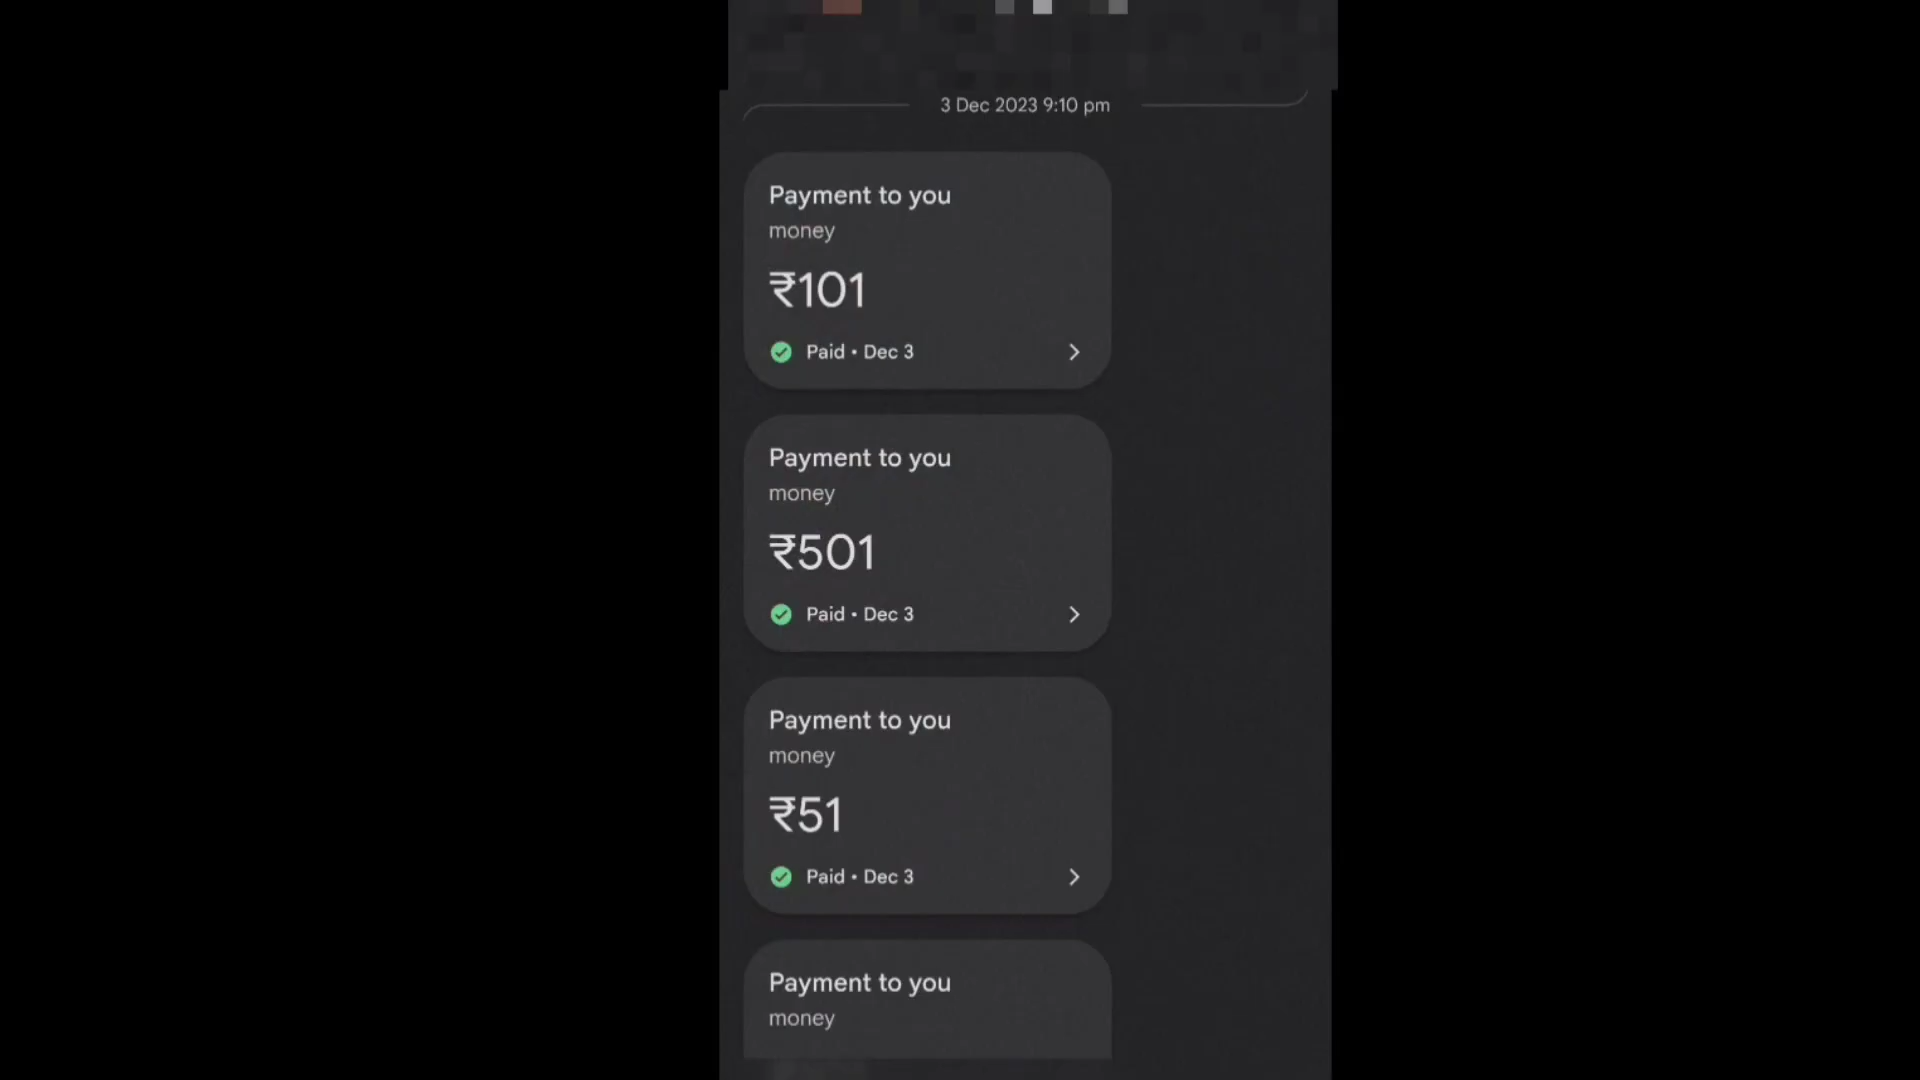 3 Dec 2023 9:10 pm
Payment to you
money
₹101
Paid • Dec 3
Payment to you
money
₹501
Paid • Dec 3
Payment to you
money
₹51
Paid • Dec 3
Payment to you
money